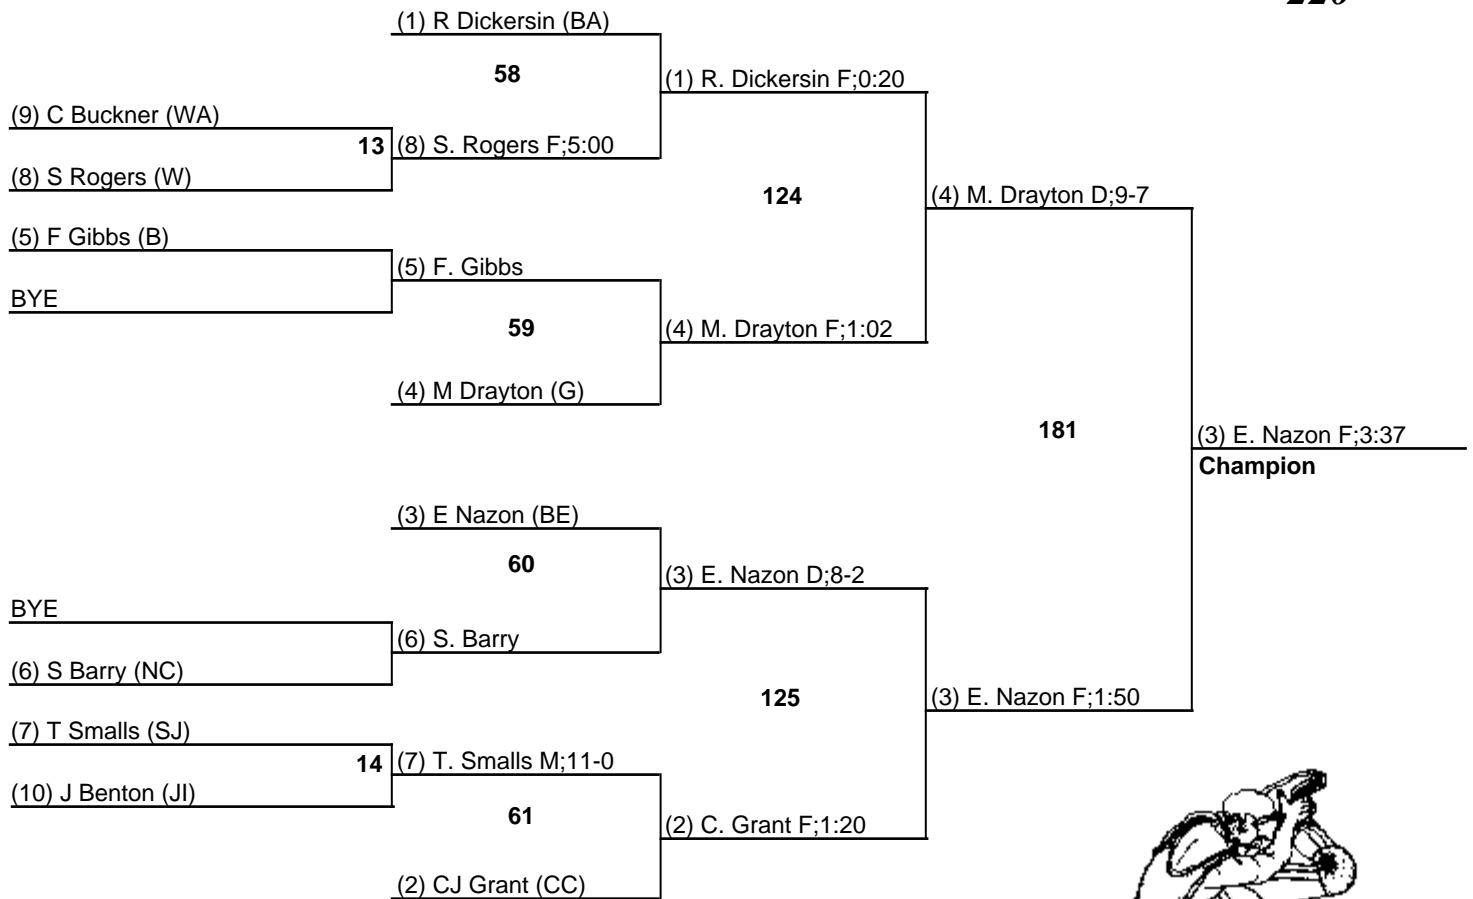 (1) R Dickersin (BA)
58
(1) R. Dickersin F;0:20
(9) C Buckner (WA)
13
(8) S. Rogers F;5:00
(8) S Rogers (W)
124
(4) M. Drayton D;9-7
(5) F Gibbs (B)
(5) F. Gibbs
BYE
59
(4) M. Drayton F;1:02
(4) M Drayton (G)
181
(3) E. Nazon F;3:37
Champion
(3) E Nazon (BE)
60
(3) E. Nazon D;8-2
BYE
(6) S. Barry
(6) S Barry (NC)
125
(3) E. Nazon F;1:50
(7) T Smalls (SJ)
14
(7) T. Smalls M;11-0
(10) J Benton (JI)
61
(2) C. Grant F;1:20
(2) CJ Grant (CC)